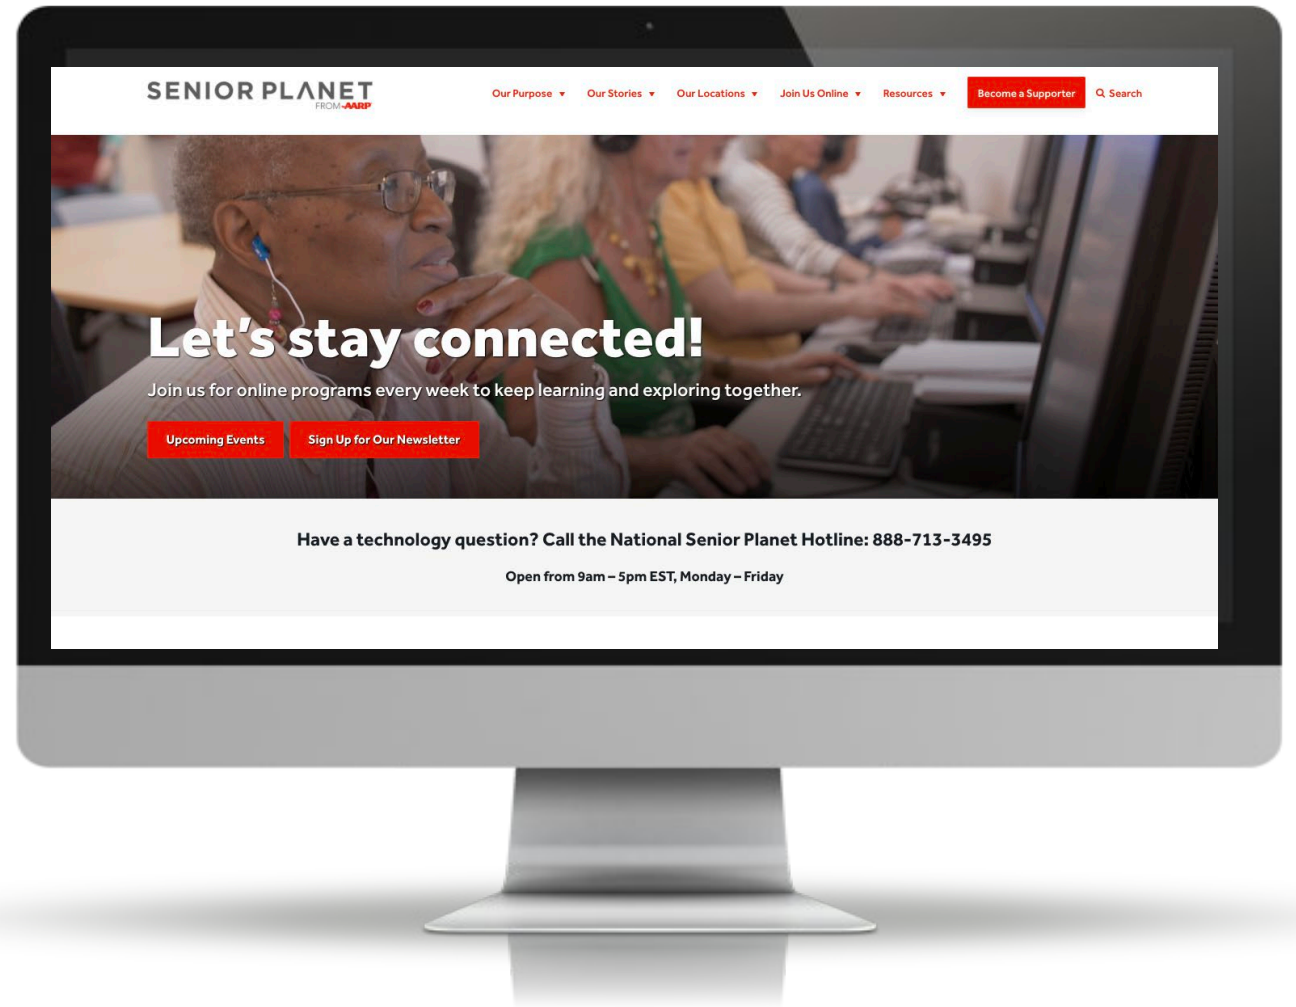 SENIOR PLANET
FROM AARP
Our Purpose
Our Stories
Our Locations
Join Us Online
Resources
Become a Supporter
Search
Let's stay connected!
Join us for online programs every week to keep learning and exploring together.
Upcoming Events
Sign Up for Our Newsletter
Have a technology question? Call the National Senior Planet Hotline: 888-713-3495
Open from 9am – 5pm EST, Monday – Friday